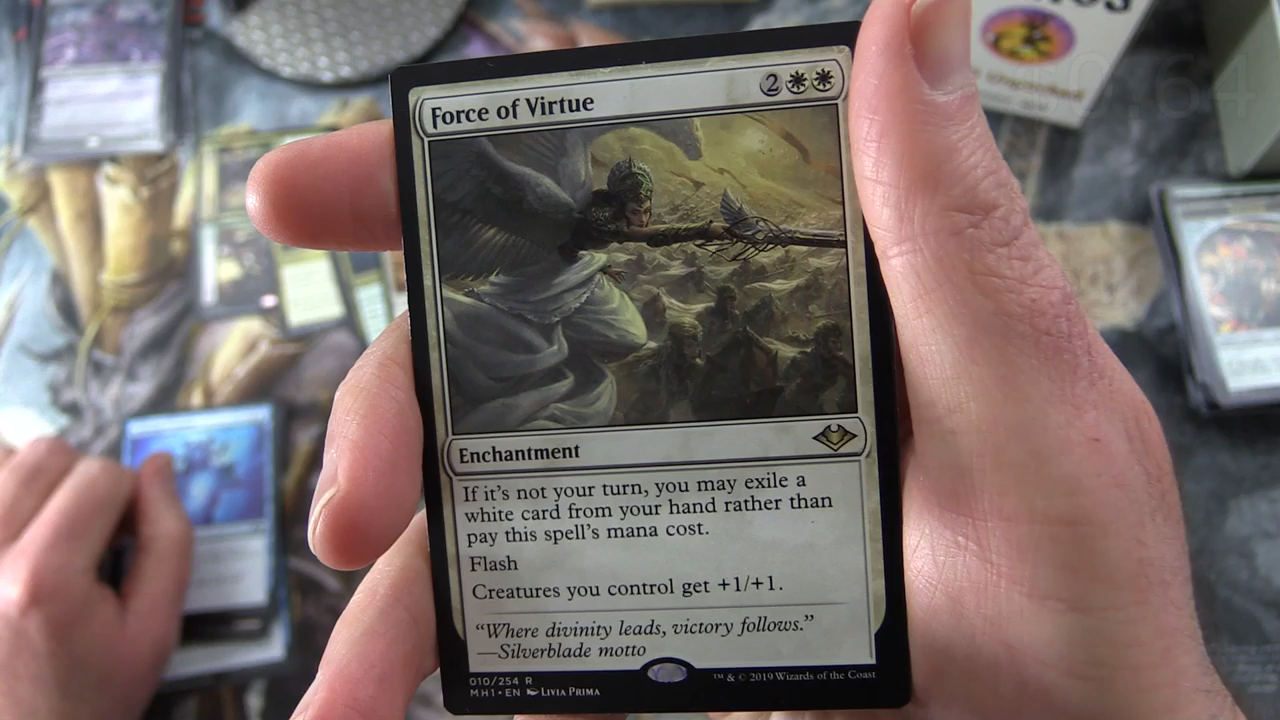 Force of Virtue
2
Enchantment
If it's not your turn, you may exile a
white card from your hand rather than
pay this spell's mana cost.
Flash
Creatures you control get +1/+1.
"Where divinity leads, victory follows."
—Silverblade motto
010/254 R
MH1 • EN LIVIA PRIMA
™ & © 2019 Wizards of the Coast